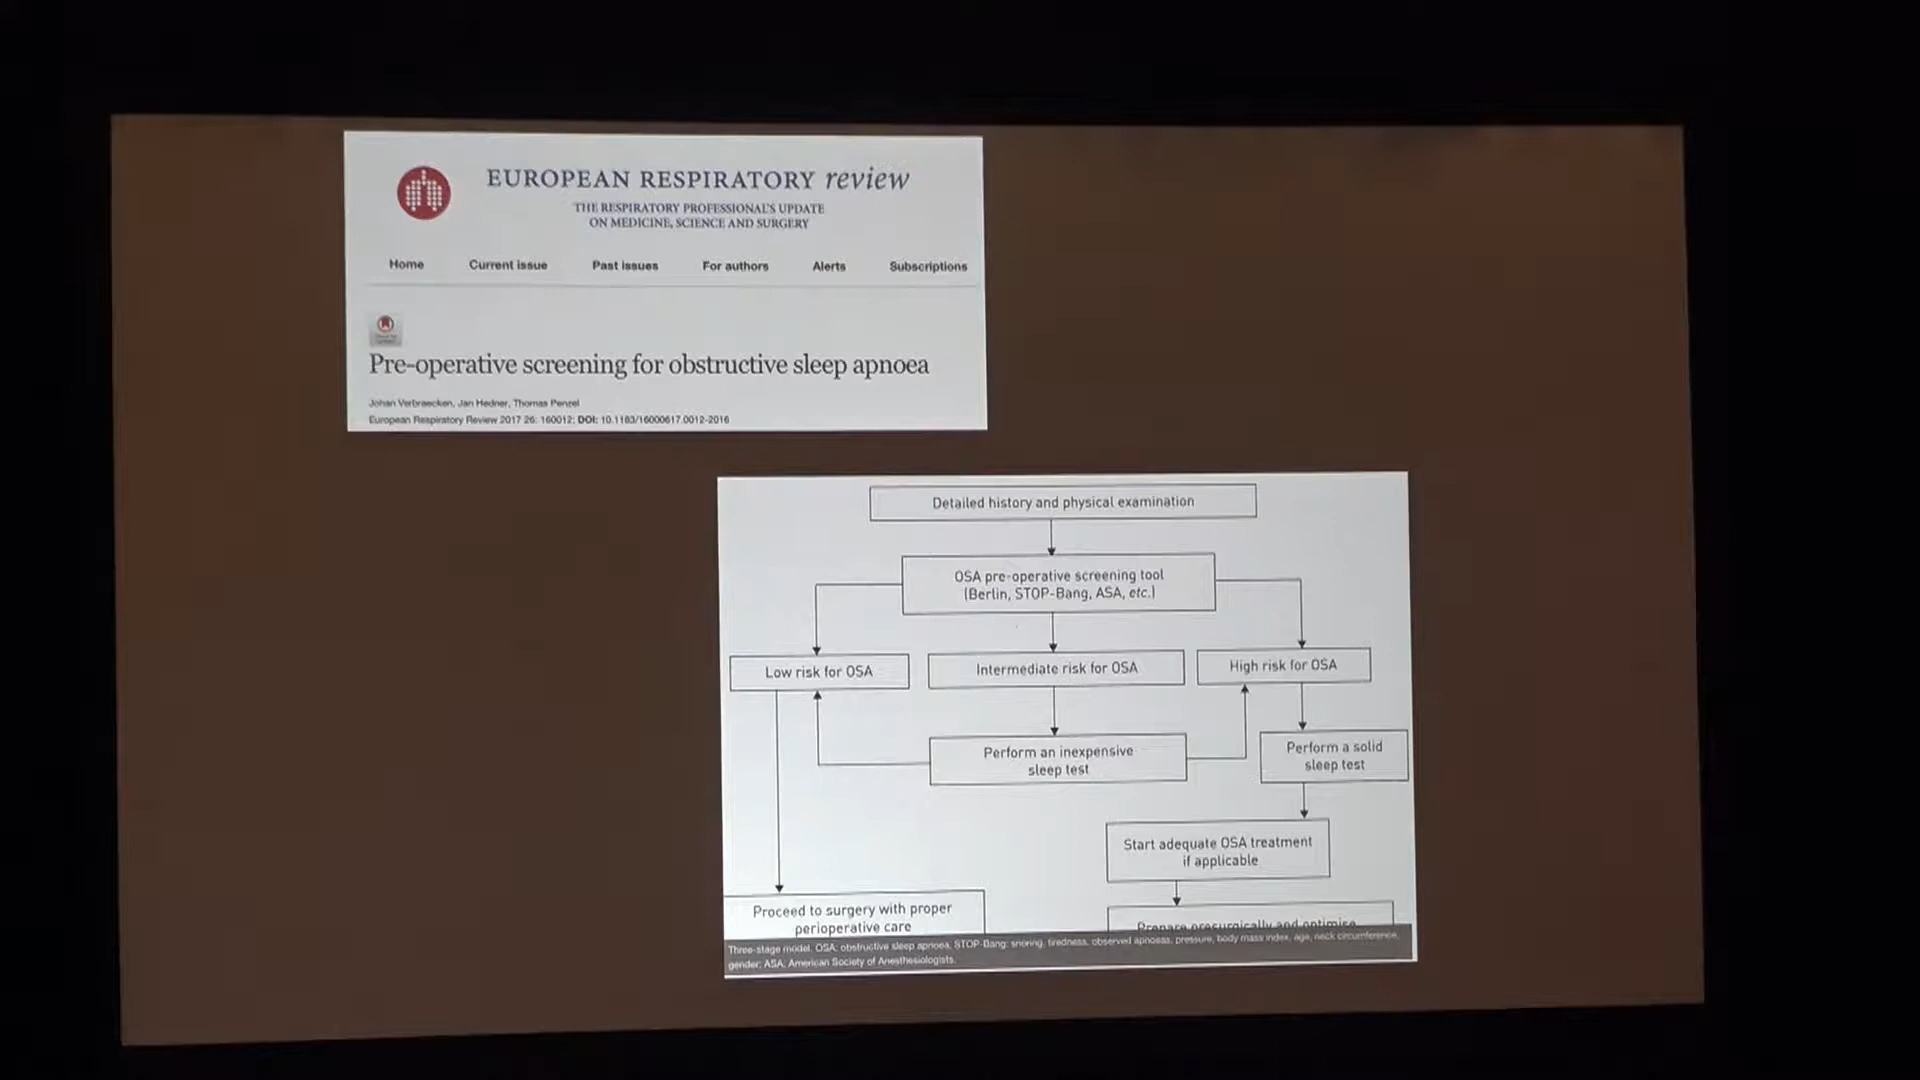 EUROPEAN RESPIRATORY review
THE RESPIRATORY PROFESSIONAL'S UPDATE
ON MEDICINE, SCIENCE AND SURGERY
Home Current issue Past issues For authors Alerts Subscriptions
Pre-operative screening for obstructive sleep apnoea
Johan Verbraecken, Jan Hedner, Thomas Penzel
European Respiratory Review 2017 26: 160012; DOI: 10.1183/16000617.0012-2016
Detailed history and physical examination
OSA pre-operative screening tool
(Berlin, STOP-Bang, ASA, etc.)
Low risk for OSA
Intermediate risk for OSA
High risk for OSA
Perform an inexpensive
sleep test
Perform a solid
sleep test
Start adequate OSA treatment
if applicable
Proceed to surgery with proper
perioperative care
Prepare presurgically and optimise
Three-stage model. OSA: obstructive sleep apnoea; STOP-Bang: snoring, tiredness, observed apnoeas, pressure, body mass index, age, neck circumference,
gender; ASA: American Society of Anesthesiologists.